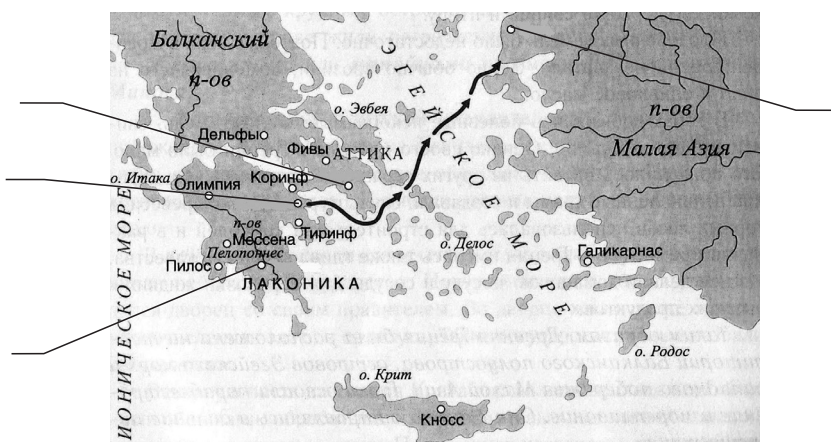 Балканский
п-ов
о. Эвбея
Дельфы
Фивы
АТТИКА
п-ов
Малая Азия
ЭГЕЙСКОЕ МОРЕ
о. Итака
Олимпия
Коринф
п-ов
Мессена
Пелопоннес
Тиринф
о. Делос
Галикарнас
Пилос
ЛАКОНИКА
о. Родос
о. Крит
Кносс
ИОНИЧЕСКОЕ МОРЕ